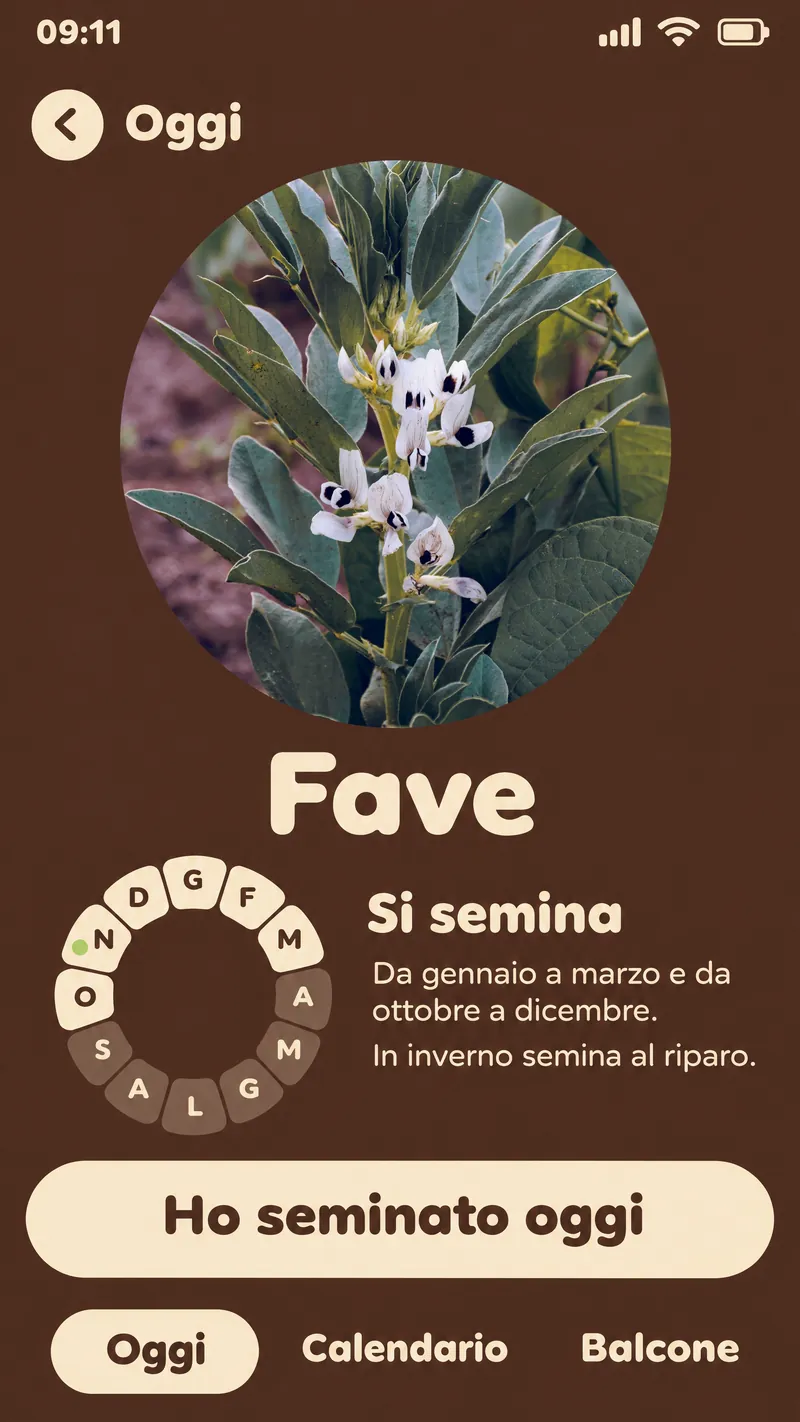 09:11
Oggi
Fave
G
F
M
A
M
G
L
A
S
O
N
D
Si semina
Da gennaio a marzo e da
ottobre a dicembre.
In inverno semina al riparo.
Ho seminato oggi
Oggi
Calendario
Balcone